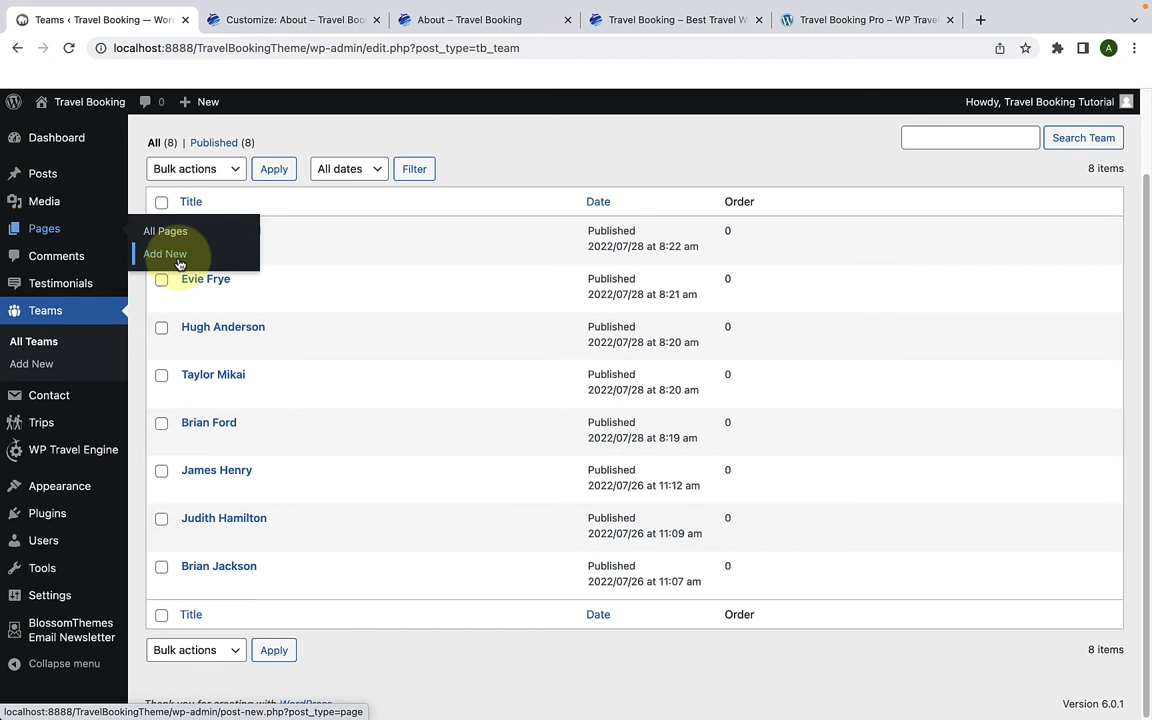 Teams ‹ Travel Booking — Wor
Customize: About – Travel Boo
About – Travel Booking
Travel Booking – Best Travel W
Travel Booking Pro – WP Travel
localhost:8888/TravelBookingTheme/wp-admin/edit.php?post_type=tb_team
A
Travel Booking
0
New
Howdy, Travel Booking Tutorial
Dashboard
Posts
Media
Pages
Comments
Testimonials
Teams
All Teams
Add New
Contact
Trips
WP Travel Engine
Appearance
Plugins
Users
Tools
Settings
BlossomThemes
Email Newsletter
Collapse menu
All Pages
Add New
All (8) | Published (8)
Search Team
Bulk actions
Apply
All dates
Filter
8 items
Title
Date
Order
Published
2022/07/28 at 8:22 am
0
Evie Frye
Published
2022/07/28 at 8:21 am
0
Hugh Anderson
Published
2022/07/28 at 8:20 am
0
Taylor Mikai
Published
2022/07/28 at 8:20 am
0
Brian Ford
Published
2022/07/28 at 8:19 am
0
James Henry
Published
2022/07/26 at 11:12 am
0
Judith Hamilton
Published
2022/07/26 at 11:09 am
0
Brian Jackson
Published
2022/07/26 at 11:07 am
0
Title
Date
Order
Bulk actions
Apply
8 items
Thank you for creating with WordPress
Version 6.0.1
localhost:8888/TravelBookingTheme/wp-admin/post-new.php?post_type=page